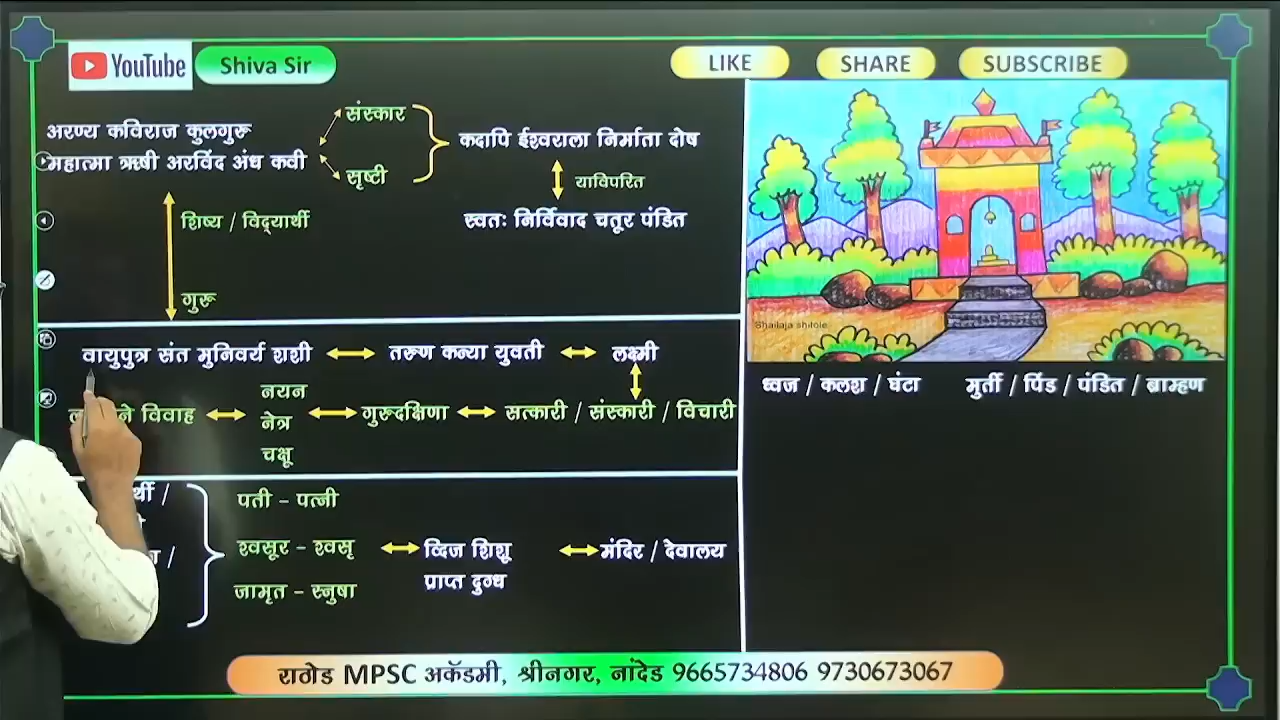 YouTube
Shiva Sir
LIKE
SHARE
SUBSCRIBE
अरण्य कविराज कुलगुरू
महात्मा ऋषी अरविंद अंध कवी
संस्कार
सृष्टी
कदापि ईश्वराला निर्माता दोष
याविपरित
स्वतः निर्विवाद चतूर पंडित
शिष्य / विद्यार्थी
गुरू
वायुपुत्र संत मुनिवर्य शशी
तरूण कन्या युवती
लक्ष्मी
ने विवाह
नयन
नेत्र
चक्षू
गुरूदक्षिणा
सत्कारी / संस्कारी / विचारी
पती - पत्नी
श्वसूर - श्वसृ
जामृत - स्नुषा
व्दिज शिशू
प्राप्त दुग्ध
मंदिर / देवालय
Shailaja shitole
ध्वज / कलश / घंटा
मुर्ती / पिंड / पंडित / ब्राम्हण
राठोड MPSC अकॅडमी, श्रीनगर, नांदेड 9665734806 9730673067